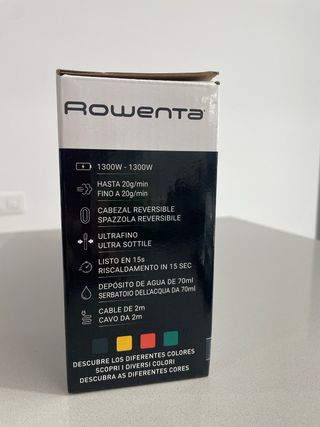 Rowenta
1300W - 1300W
HASTA 20g/min
FINO A 20g/min
CABEZAL REVERSIBLE
SPAZZOLA REVERSIBILE
ULTRAFINO
ULTRA SOTTILE
LISTO EN 15s
RISCALDAMENTO IN 15 SEC
DEPÓSITO DE AGUA DE 70ml
SERBATOIO DELL'ACQUA DA 70ml
CABLE DE 2m
CAVO DA 2m
DESCUBRE LOS DIFERENTES COLORES
SCOPRI I DIVERSI COLORI
DESCUBRA AS DIFERENTES CORES